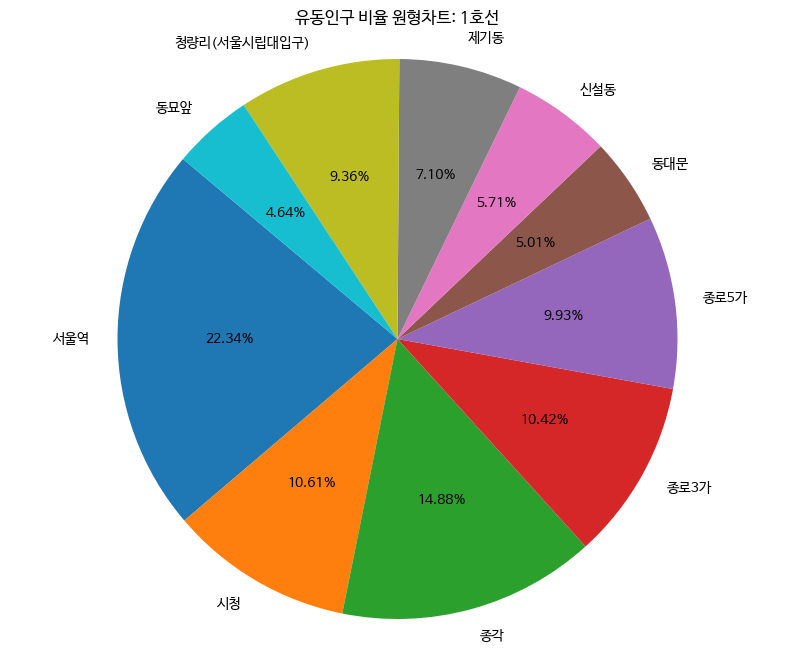 유동인구 비율 원형차트: 1호선
제기동
청량리(서울시립대입구)
신설동
동묘앞
동대문
9.36%
7.10%
5.71%
4.64%
5.01%
종로5가
9.93%
서울역
22.34%
10.42%
10.61%
종로3가
14.88%
시청
종각